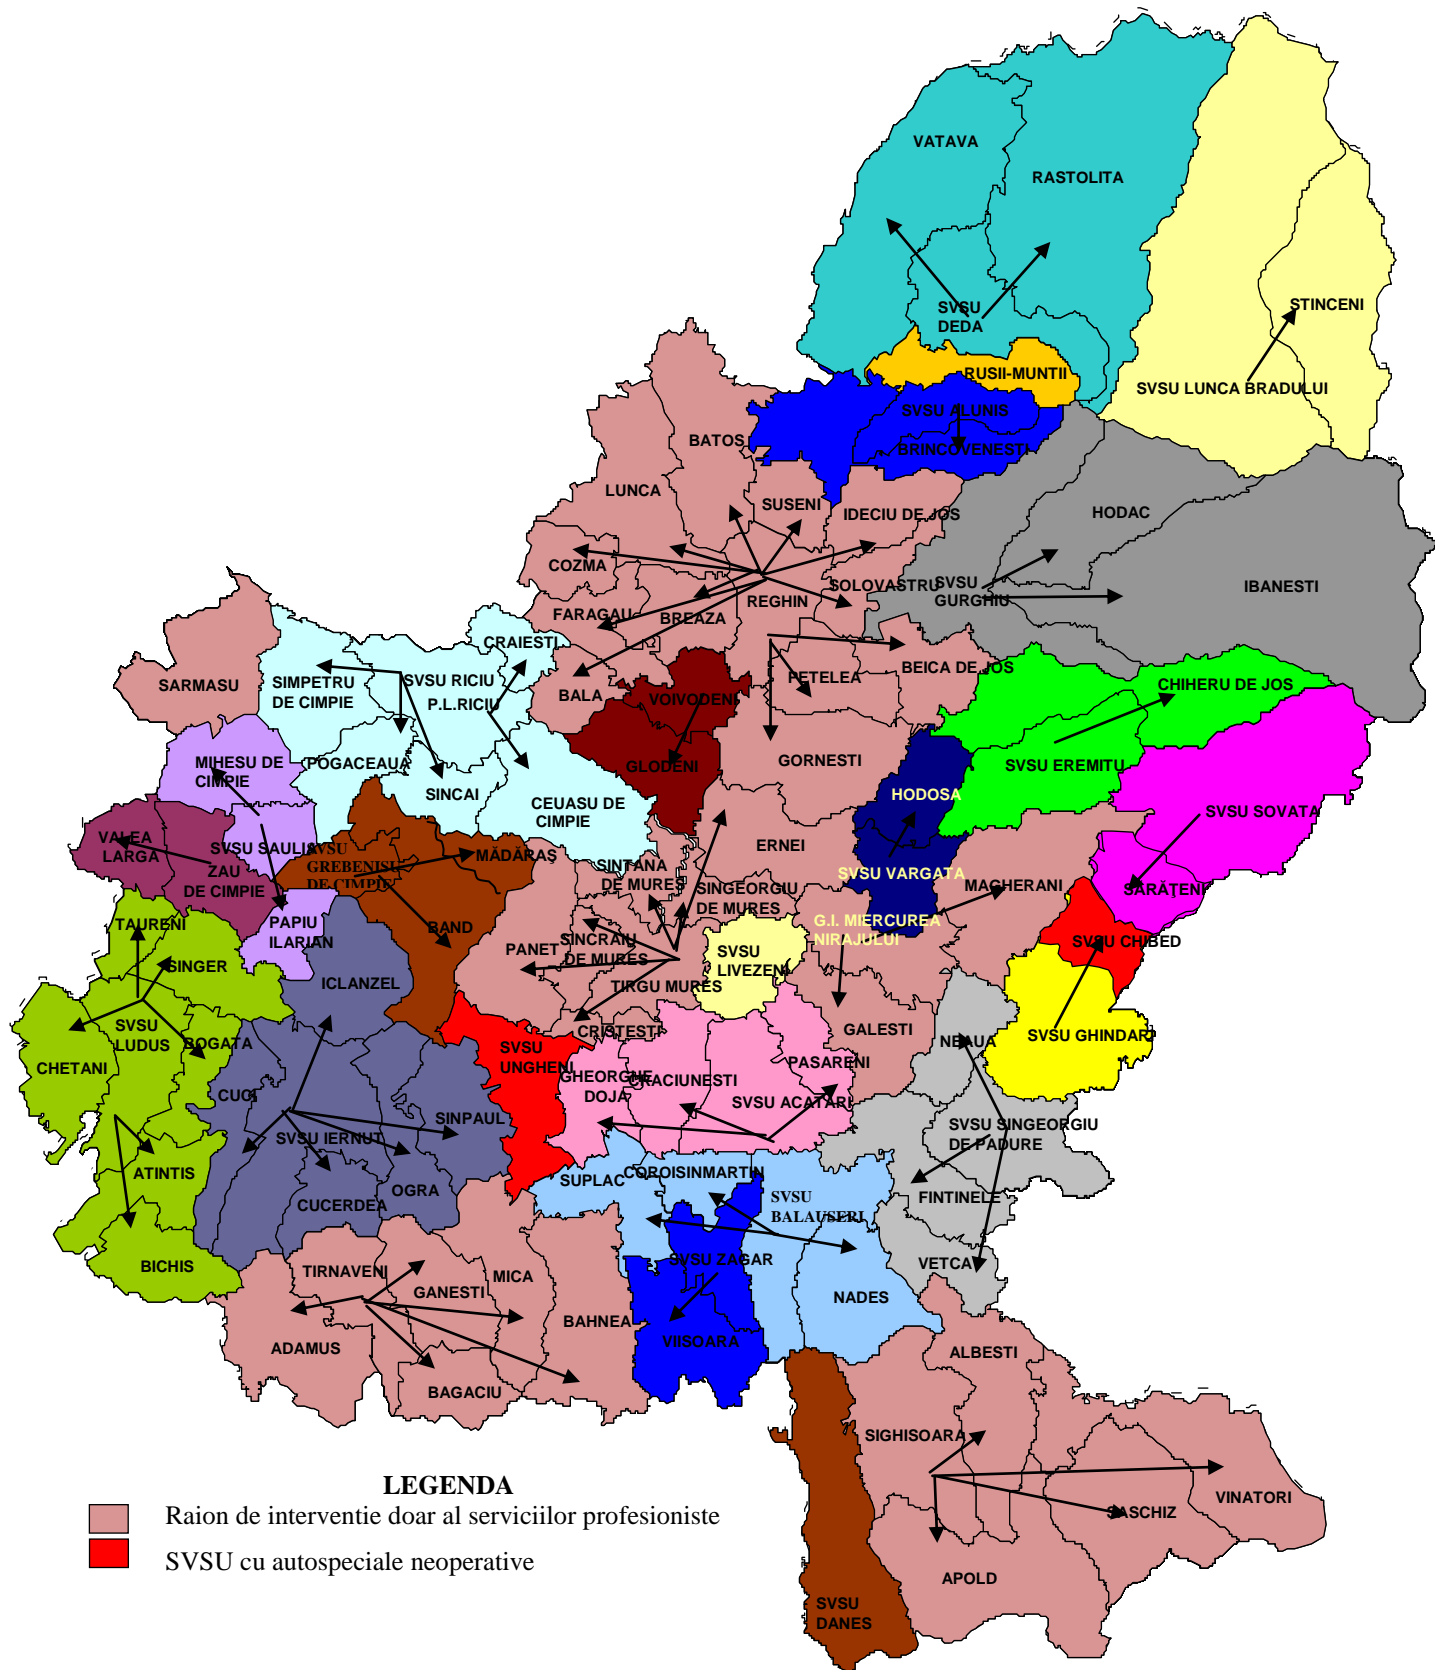 VATAVA
RASTOLITA
SVSU
DEDA
STINCENI
RUSII-MUNTII
SVSU LUNCA BRADULUI
SVSU ALUNIS
BRINCOVENESTI
BATOS
LUNCA
SUSENI
IDECIU DE JOS
HODAC
COZMA
SOLOVASTRU
SVSU
GURGHIU
IBANESTI
REGHIN
FARAGAU
BREAZA
CRAIESTI
BEICA DE JOS
PETELEA
SARMASU
SIMPETRU
DE CIMPIE
SVSU RICIU
P.L.RICIU
BALA
VOIVODENI
CHIHERU DE JOS
MIHESU DE
CIMPIE
POGACEAUA
SINCAI
GLODENI
GORNESTI
SVSU EREMITU
HODOSA
CEUASU DE
CIMPIE
SVSU SOVATA
VALEA
LARGA
SVSU SAULIA
SVSU
GREBENISU
DE CIMPIE
MĂDĂRAŞ
ERNEI
ZAU
DE CIMPIE
SINTANA
DE MURES
SINGEORGIU
DE MURES
SVSU VARGATA
MAGHERANI
SĂRĂŢENI
TAURENI
PAPIU
ILARIAN
BAND
G.I. MIERCUREA
NIRAJULUI
SVSU CHIBED
SINGER
PANET
SINCRAIU
DE MURES
SVSU
LIVEZENI
ICLANZEL
TIRGU MURES
SVSU
LUDUS
BOGATA
CRISTESTI
GALESTI
NEAUA
SVSU GHINDARI
CHETANI
CUCI
SVSU
UNGHENI
GHEORGHE
DOJA
CRACIUNESTI
PASARENI
SVSU ACATARI
SVSU IERNUT
SINPAUL
SVSU SINGEORGIU
DE PADURE
ATINTIS
OGRA
CUCERDEA
SUPLAC
COROISINMARTIN
SVSU
BALAUSERI
FINTINELE
BICHIS
TIRNAVENI
GANESTI
MICA
SVSU ZAGAR
VETCA
NADES
ADAMUS
BAHNEA
VIISOARA
ALBESTI
BAGACIU
SIGHISOARA
VINATORI
SASCHIZ
APOLD
SVSU
DANES
LEGENDA
Raion de interventie doar al serviciilor profesioniste
SVSU cu autospeciale neoperative